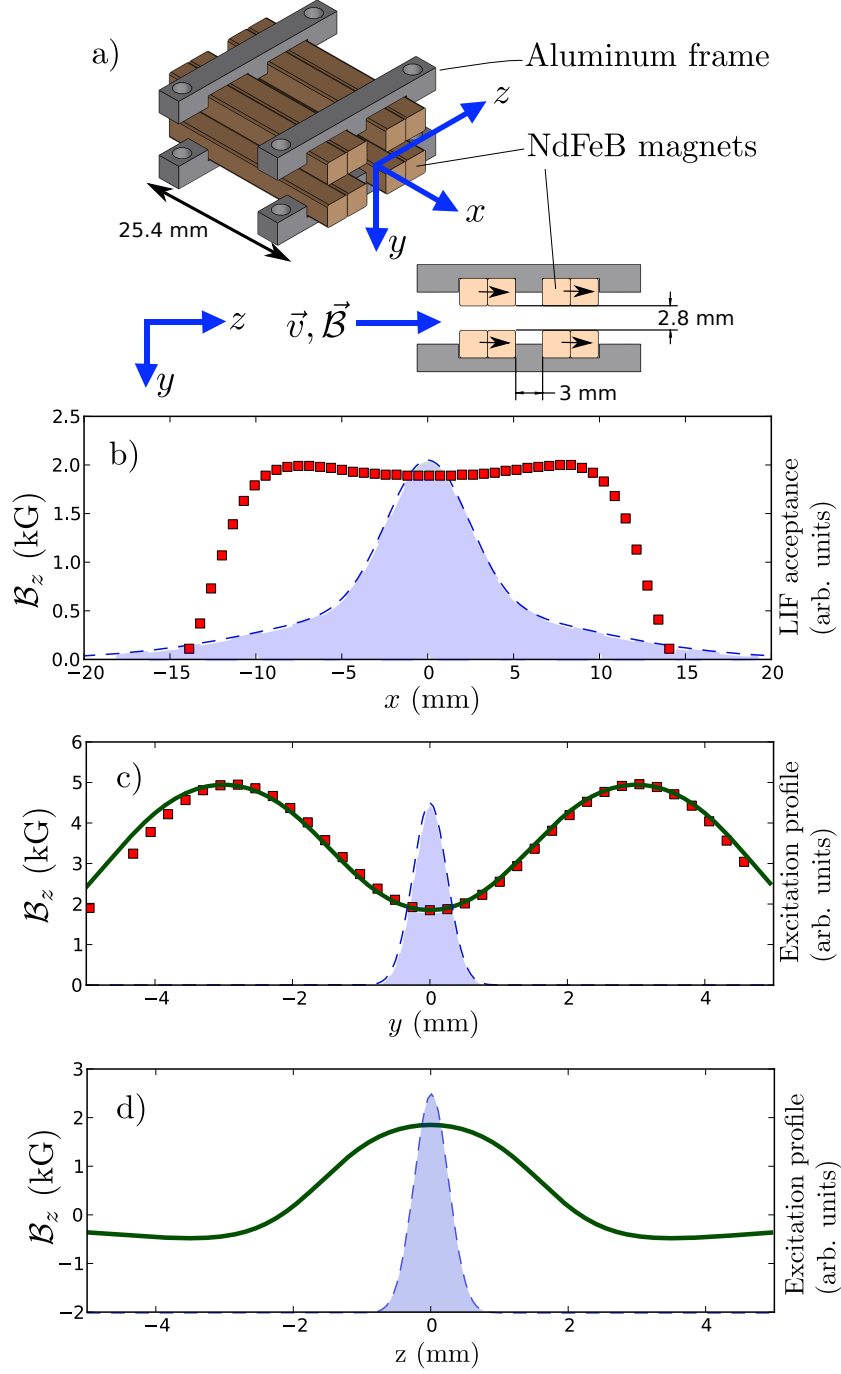 a)
Aluminum frame
z
NdFeB magnets
x
25.4 mm
y
z
v⃗, B⃗
2.8 mm
y
3 mm
b)
2.5
2.0
1.5
1.0
0.5
0.0
−20 −15 −10 −5 0 5 10 15 20
x (mm)
ℬz (kG)
LIF acceptance
(arb. units)
c)
6
5
4
3
2
1
0
−4 −2 0 2 4
y (mm)
ℬz (kG)
Excitation profile
(arb. units)
d)
3
2
1
0
−1
−2
−4 −2 0 2 4
z (mm)
ℬz (kG)
Excitation profile
(arb. units)